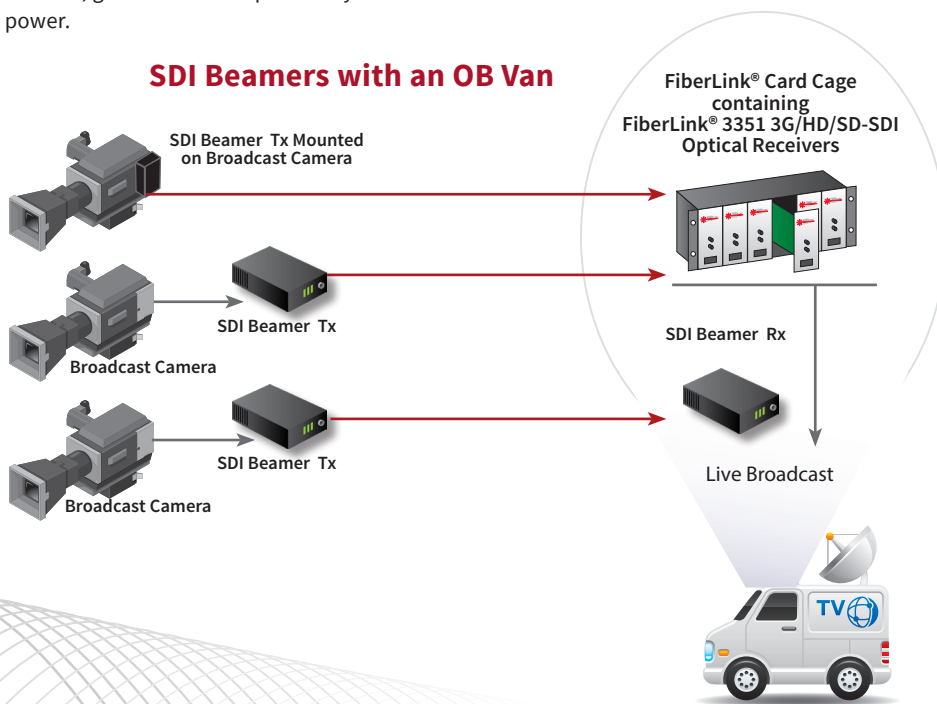 power.
SDI Beamers with an OB Van
FiberLink® Card Cage
containing
FiberLink® 3351 3G/HD/SD-SDI
Optical Receivers
SDI Beamer Tx Mounted
on Broadcast Camera
SDI Beamer Tx
Broadcast Camera
SDI Beamer Rx
SDI Beamer Tx
Broadcast Camera
Live Broadcast
TV